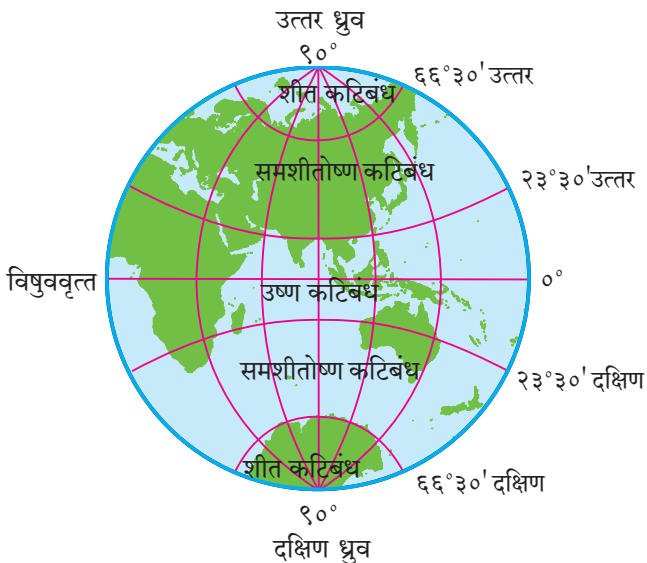 उत्तर ध्रुव
९०°
६६°३०' उत्तर
शीत कटिबंध
समशीतोष्ण कटिबंध
२३°३०'उत्तर
विषुववृत्त
०°
उष्ण कटिबंध
समशीतोष्ण कटिबंध
२३°३०' दक्षिण
शीत कटिबंध
६६°३०' दक्षिण
९०°
दक्षिण ध्रुव